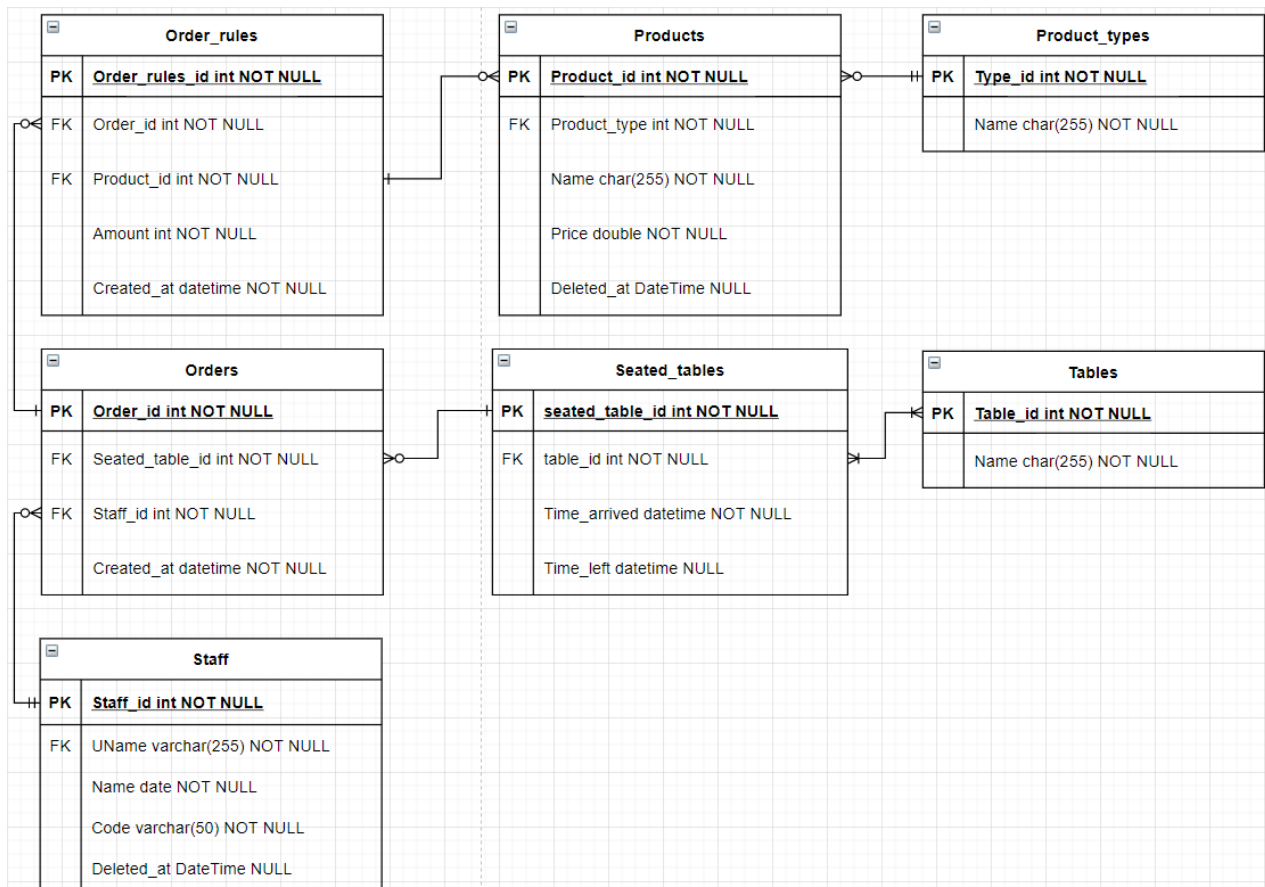 Order_rules
PK Order_rules_id int NOT NULL
FK Order_id int NOT NULL
FK Product_id int NOT NULL
Amount int NOT NULL
Created_at datetime NOT NULL
Products
PK Product_id int NOT NULL
FK Product_type int NOT NULL
Name char(255) NOT NULL
Price double NOT NULL
Deleted_at DateTime NULL
Product_types
PK Type_id int NOT NULL
Name char(255) NOT NULL
Orders
PK Order_id int NOT NULL
FK Seated_table_id int NOT NULL
FK Staff_id int NOT NULL
Created_at datetime NOT NULL
Seated_tables
PK seated_table_id int NOT NULL
FK table_id int NOT NULL
Time_arrived datetime NOT NULL
Time_left datetime NULL
Tables
PK Table_id int NOT NULL
Name char(255) NOT NULL
Staff
PK Staff_id int NOT NULL
FK UName varchar(255) NOT NULL
Name date NOT NULL
Code varchar(50) NOT NULL
Deleted_at DateTime NULL